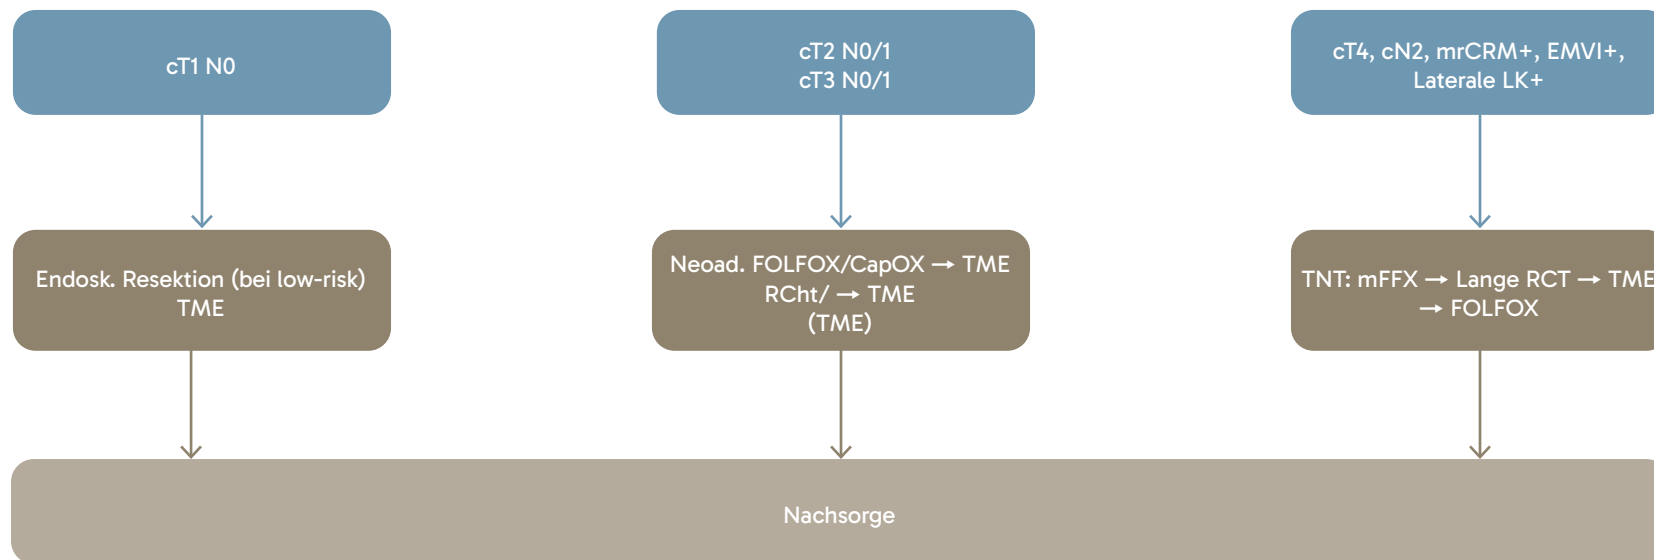 cT1 N0
cT2 N0/1
cT3 N0/1
cT4, cN2, mrCRM+, EMVI+,
Laterale LK+
Endosk. Resektion (bei low-risk)
TME
Neoad. FOLFOX/CapOX → TME
RCht/ → TME
(TME)
TNT: mFFX → Lange RCT → TME
→ FOLFOX
Nachsorge